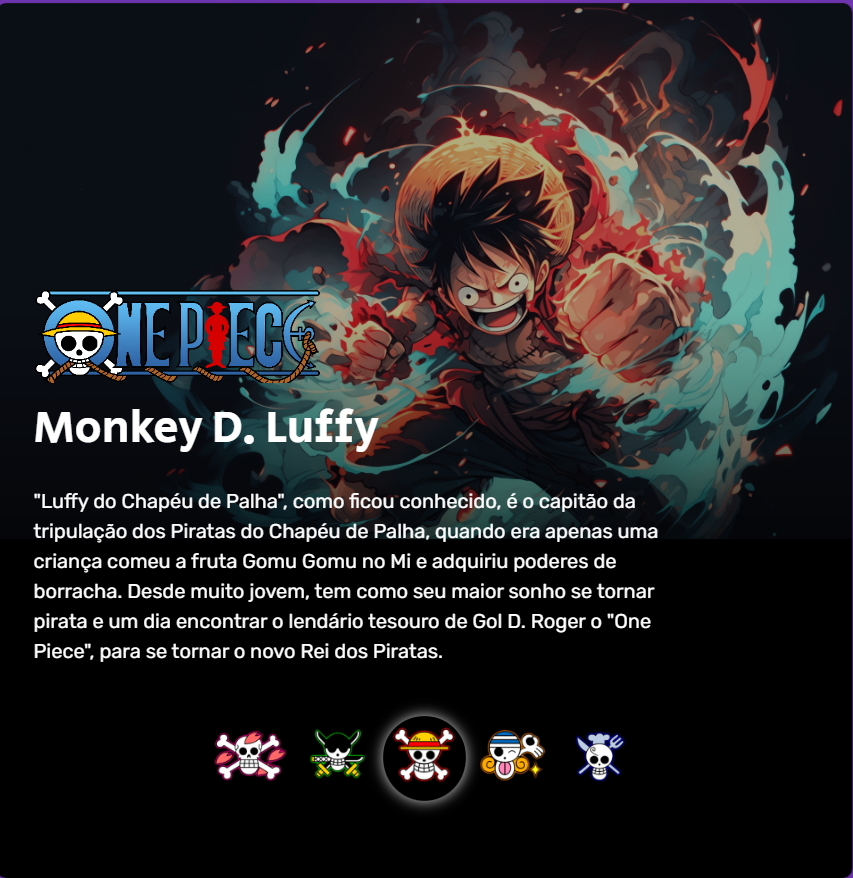 ONE PIECE
Monkey D. Luffy
"Luffy do Chapéu de Palha", como ficou conhecido, é o capitão da
tripulação dos Piratas do Chapéu de Palha, quando era apenas uma
criança comeu a fruta Gomu Gomu no Mi e adquiriu poderes de
borracha. Desde muito jovem, tem como seu maior sonho se tornar
pirata e um dia encontrar o lendário tesouro de Gol D. Roger o "One
Piece", para se tornar o novo Rei dos Piratas.